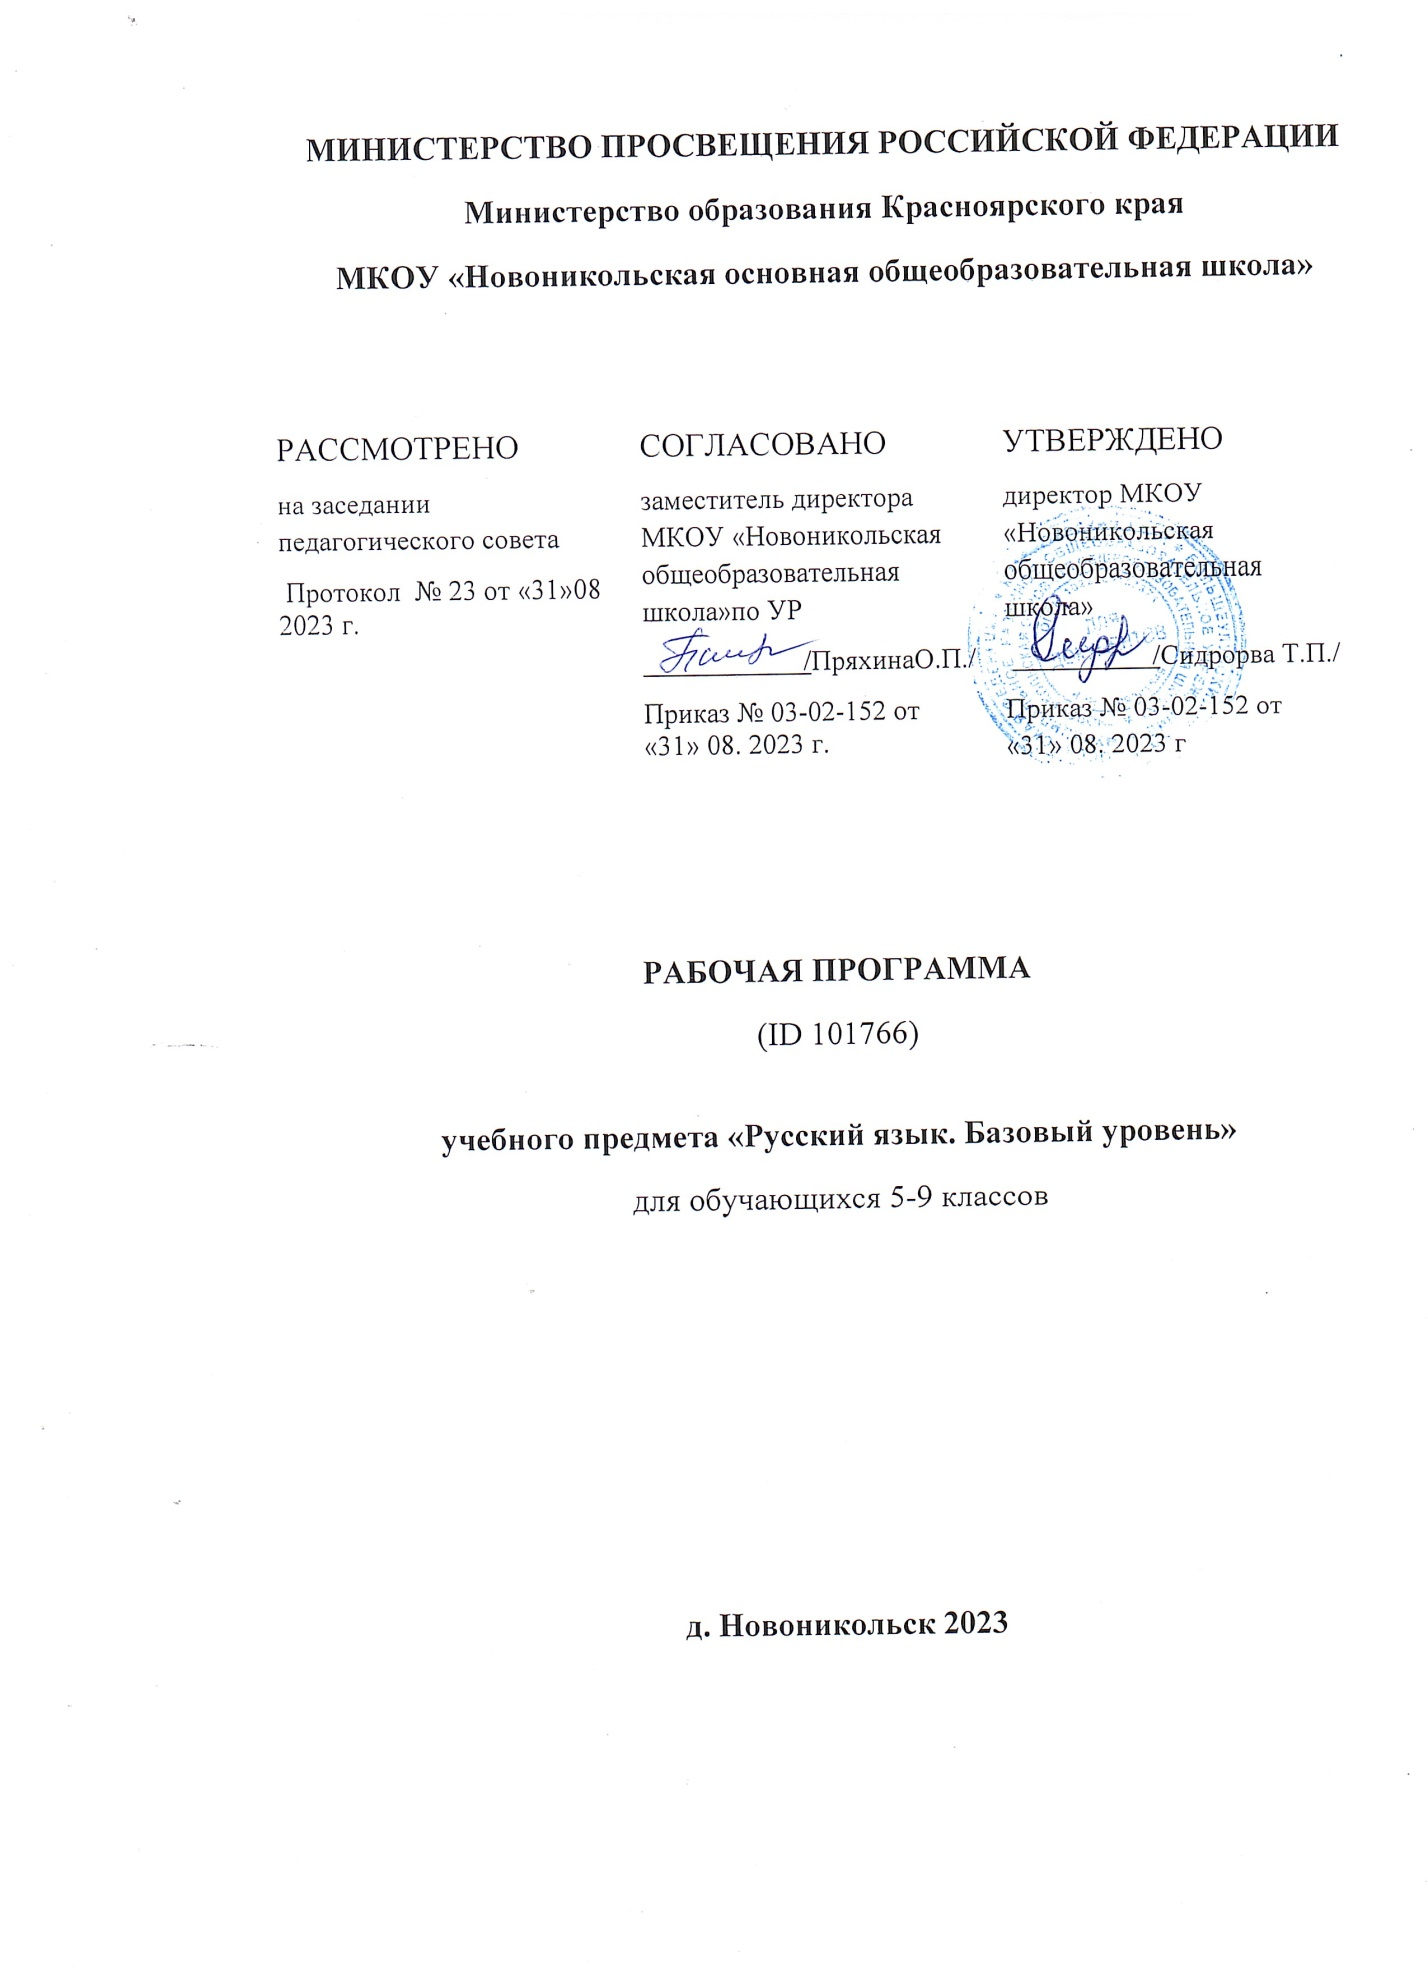 МИНИСТЕРСТВО ПРОСВЕЩЕНИЯ РОССИЙСКОЙ ФЕДЕРАЦИИ
Министерство образования Красноярского края
МКОУ «Новоникольская основная общеобразовательная школа»
РАССМОТРЕНО
на заседании
педагогического совета
Протокол № 23 от «31»08
2023 г.
СОГЛАСОВАНО
заместитель директора
МКОУ «Новоникольская
общеобразовательная
школа»по УР
/ПряхинаО.П./
Приказ № 03-02-152 от
«31» 08. 2023 г.
УТВЕРЖДЕНО
директор МКОУ
«Новоникольская
общеобразовательная
школа»
/Сидрорва Т.П./
Приказ № 03-02-152 от
«31» 08. 2023 г
РАБОЧАЯ ПРОГРАММА
(ID 101766)
учебного предмета «Русский язык. Базовый уровень»
для обучающихся 5-9 классов
д. Новоникольск 2023